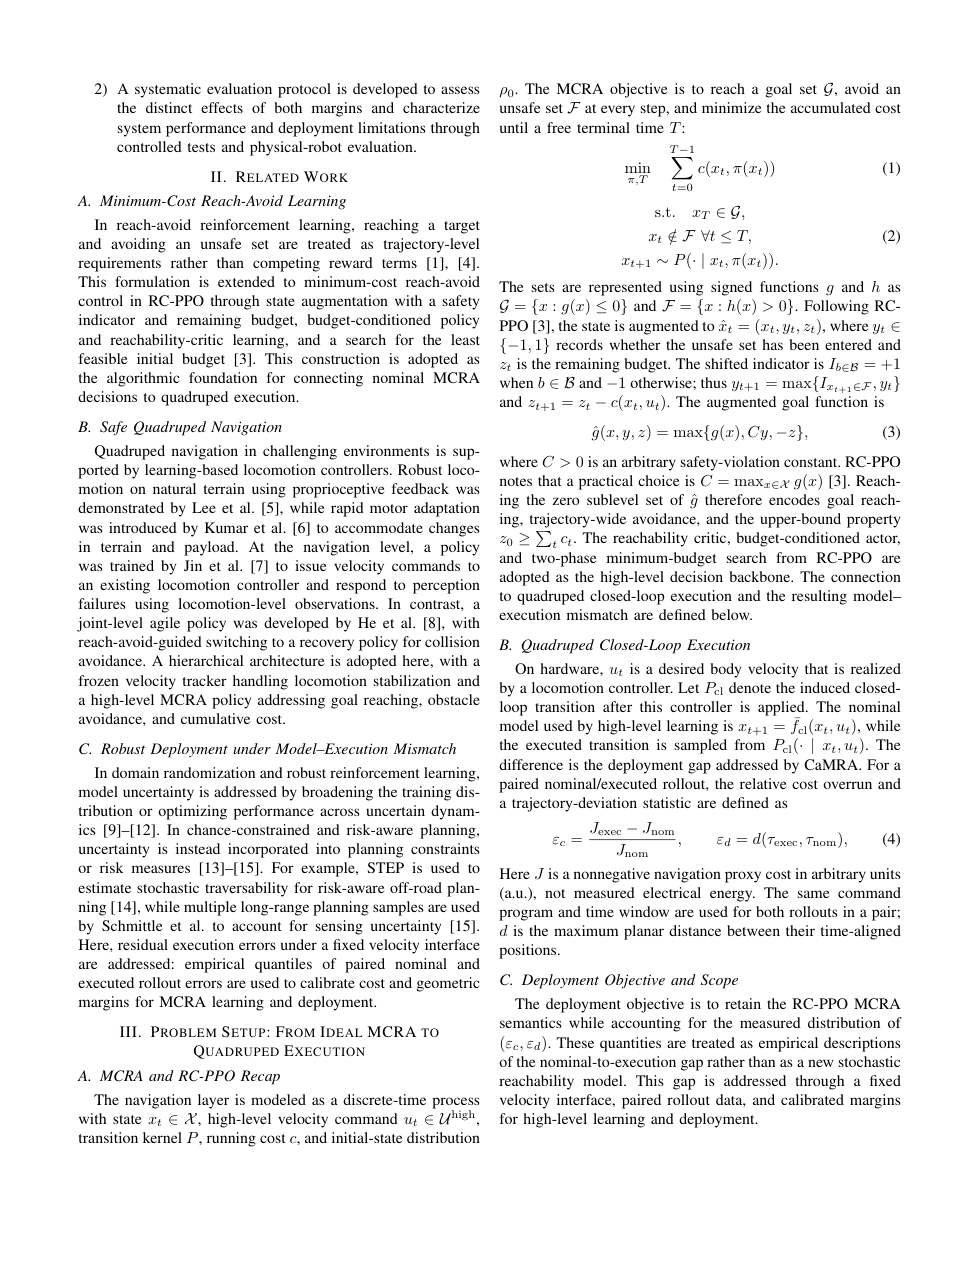 2) A systematic evaluation protocol is developed to assess
the distinct effects of both margins and characterize
system performance and deployment limitations through
controlled tests and physical-robot evaluation.
II. RELATED WORK
A. Minimum-Cost Reach-Avoid Learning
In reach-avoid reinforcement learning, reaching a target
and avoiding an unsafe set are treated as trajectory-level
requirements rather than competing reward terms [1], [4].
This formulation is extended to minimum-cost reach-avoid
control in RC-PPO through state augmentation with a safety
indicator and remaining budget, budget-conditioned policy
and reachability-critic learning, and a search for the least
feasible initial budget [3]. This construction is adopted as
the algorithmic foundation for connecting nominal MCRA
decisions to quadruped execution.
B. Safe Quadruped Navigation
Quadruped navigation in challenging environments is sup-
ported by learning-based locomotion controllers. Robust loco-
motion on natural terrain using proprioceptive feedback was
demonstrated by Lee et al. [5], while rapid motor adaptation
was introduced by Kumar et al. [6] to accommodate changes
in terrain and payload. At the navigation level, a policy
was trained by Jin et al. [7] to issue velocity commands to
an existing locomotion controller and respond to perception
failures using locomotion-level observations. In contrast, a
joint-level agile policy was developed by He et al. [8], with
reach-avoid-guided switching to a recovery policy for collision
avoidance. A hierarchical architecture is adopted here, with a
frozen velocity tracker handling locomotion stabilization and
a high-level MCRA policy addressing goal reaching, obstacle
avoidance, and cumulative cost.
C. Robust Deployment under Model–Execution Mismatch
In domain randomization and robust reinforcement learning,
model uncertainty is addressed by broadening the training dis-
tribution or optimizing performance across uncertain dynam-
ics [9]–[12]. In chance-constrained and risk-aware planning,
uncertainty is instead incorporated into planning constraints
or risk measures [13]–[15]. For example, STEP is used to
estimate stochastic traversability for risk-aware off-road plan-
ning [14], while multiple long-range planning samples are used
by Schmittle et al. to account for sensing uncertainty [15].
Here, residual execution errors under a fixed velocity interface
are addressed: empirical quantiles of paired nominal and
executed rollout errors are used to calibrate cost and geometric
margins for MCRA learning and deployment.
III. PROBLEM SETUP: FROM IDEAL MCRA TO
QUADRUPED EXECUTION
A. MCRA and RC-PPO Recap
The navigation layer is modeled as a discrete-time process
with state x_t ∈ 𝒳, high-level velocity command u_t ∈ 𝒰^high,
transition kernel P, running cost c, and initial-state distribution
ρ_0. The MCRA objective is to reach a goal set 𝒢, avoid an
unsafe set ℱ at every step, and minimize the accumulated cost
until a free terminal time T:
min_{π,T} ∑_{t=0}^{T−1} c(x_t, π(x_t)) (1)
s.t. x_T ∈ 𝒢,
x_t ∉ ℱ ∀t ≤ T, (2)
x_{t+1} ∼ P(· | x_t, π(x_t)).
The sets are represented using signed functions g and h as
𝒢 = {x : g(x) ≤ 0} and ℱ = {x : h(x) > 0}. Following RC-
PPO [3], the state is augmented to x̂_t = (x_t, y_t, z_t), where y_t ∈
{−1, 1} records whether the unsafe set has been entered and
z_t is the remaining budget. The shifted indicator is I_{b∈ℬ} = +1
when b ∈ ℬ and −1 otherwise; thus y_{t+1} = max{I_{x_{t+1}∈ℱ}, y_t}
and z_{t+1} = z_t − c(x_t, u_t). The augmented goal function is
ĝ(x, y, z) = max{g(x), Cy, −z}, (3)
where C > 0 is an arbitrary safety-violation constant. RC-PPO
notes that a practical choice is C = max_{x∈𝒳} g(x) [3]. Reach-
ing the zero sublevel set of ĝ therefore encodes goal reach-
ing, trajectory-wide avoidance, and the upper-bound property
z_0 ≥ ∑_t c_t. The reachability critic, budget-conditioned actor,
and two-phase minimum-budget search from RC-PPO are
adopted as the high-level decision backbone. The connection
to quadruped closed-loop execution and the resulting model–
execution mismatch are defined below.
B. Quadruped Closed-Loop Execution
On hardware, u_t is a desired body velocity that is realized
by a locomotion controller. Let P_cl denote the induced closed-
loop transition after this controller is applied. The nominal
model used by high-level learning is x_{t+1} = f̄_cl(x_t, u_t), while
the executed transition is sampled from P_cl(· | x_t, u_t). The
difference is the deployment gap addressed by CaMRA. For a
paired nominal/executed rollout, the relative cost overrun and
a trajectory-deviation statistic are defined as
ε_c = (J_exec − J_nom) / J_nom, ε_d = d(τ_exec, τ_nom), (4)
Here J is a nonnegative navigation proxy cost in arbitrary units
(a.u.), not measured electrical energy. The same command
program and time window are used for both rollouts in a pair;
d is the maximum planar distance between their time-aligned
positions.
C. Deployment Objective and Scope
The deployment objective is to retain the RC-PPO MCRA
semantics while accounting for the measured distribution of
(ε_c, ε_d). These quantities are treated as empirical descriptions
of the nominal-to-execution gap rather than as a new stochastic
reachability model. This gap is addressed through a fixed
velocity interface, paired rollout data, and calibrated margins
for high-level learning and deployment.